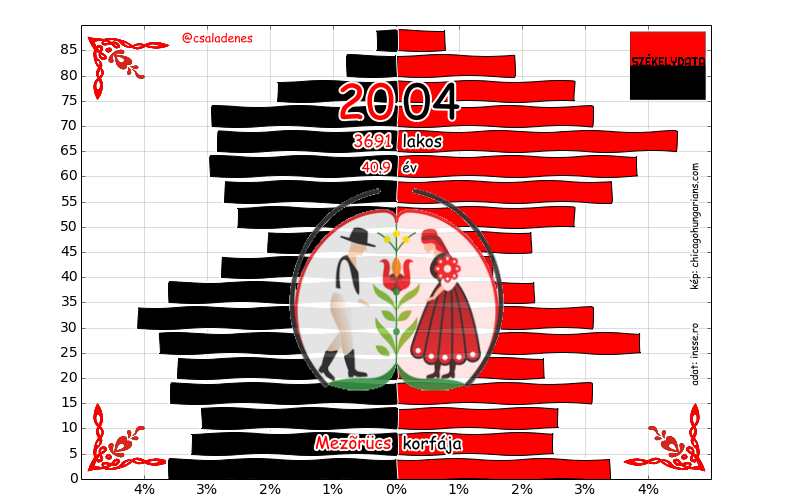 @csaladenes
SZÉKELYDATA
2004
3691 lakos
40.9 év
Mezőrücs korfája
kép: chicagohungarians.com
adat: insse.ro
85
80
75
70
65
60
55
50
45
40
35
30
25
20
15
10
5
0
4% 3% 2% 1% 0% 1% 2% 3% 4%